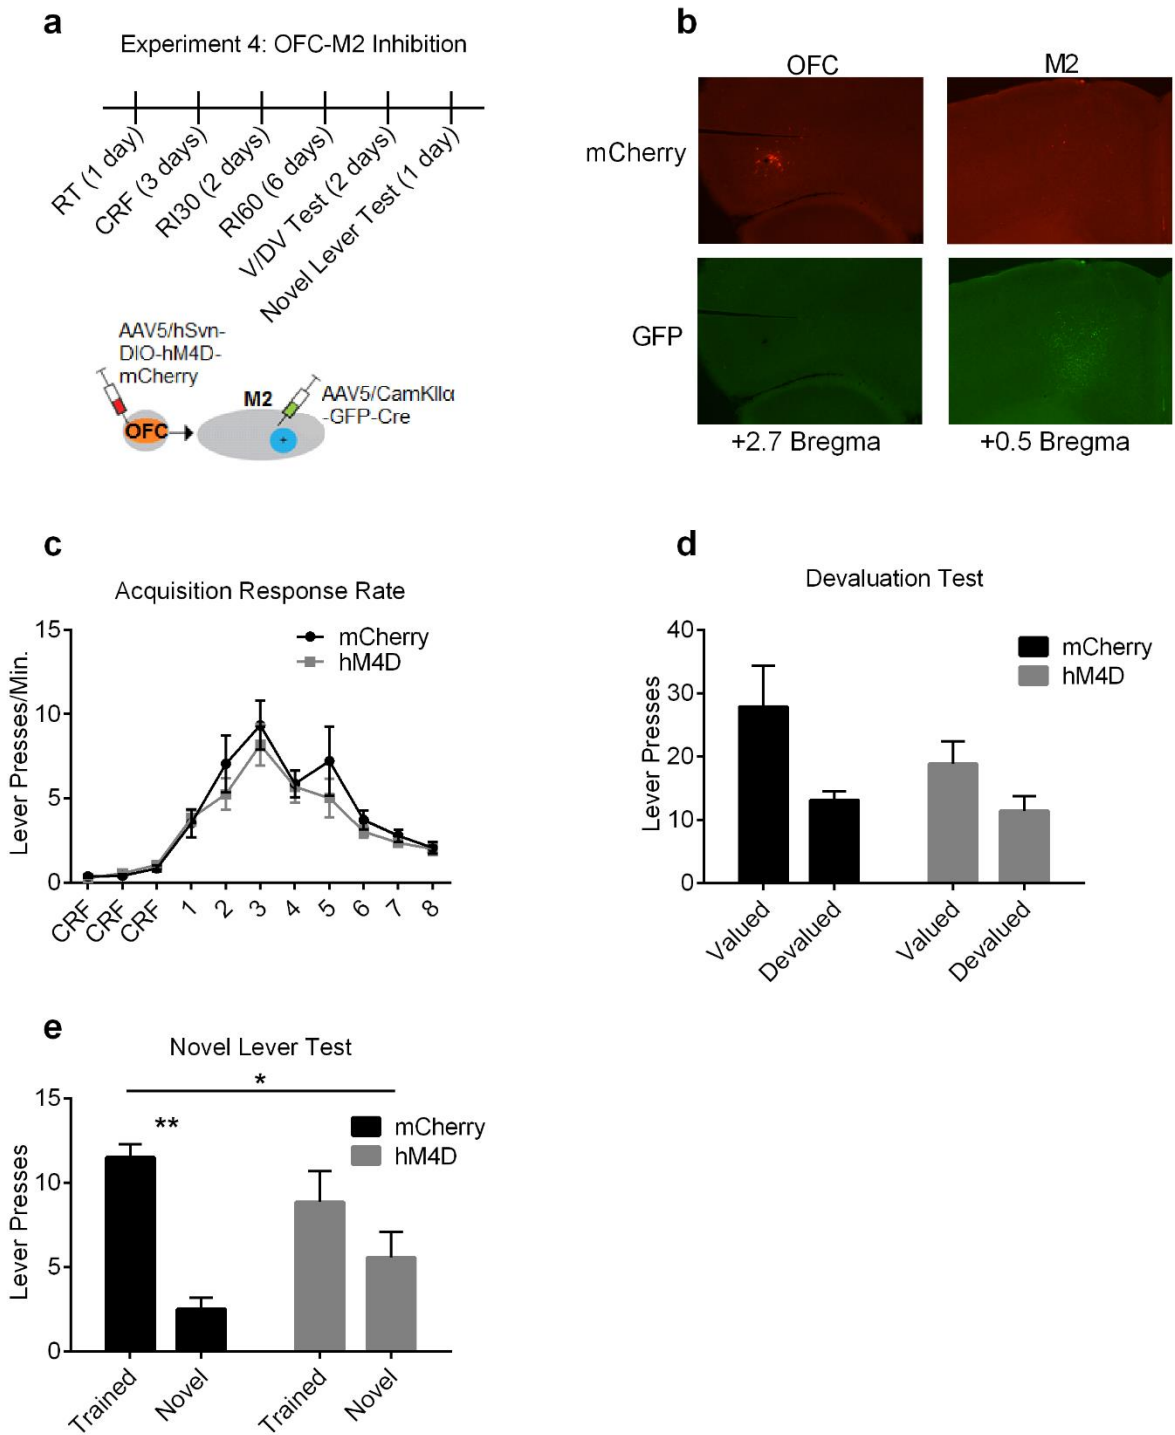 a
Experiment 4: OFC-M2 Inhibition
RT (1 day)
CRF (3 days)
RI30 (2 days)
RI60 (6 days)
V/DV Test (2 days)
Novel Lever Test (1 day)
AAV5/hSvn-
DIO-hM4D-
mCherry
M2
AAV5/CamKIIα
-GFP-Cre
OFC
+
b
OFC
M2
mCherry
GFP
+2.7 Bregma
+0.5 Bregma
c
Acquisition Response Rate
Lever Presses/Min.
15
10
5
0
mCherry
hM4D
CRF
CRF
CRF
1
2
3
4
5
6
7
8
d
Devaluation Test
Lever Presses
40
30
20
10
0
mCherry
hM4D
Valued
Devalued
Valued
Devalued
e
Novel Lever Test
Lever Presses
15
10
5
0
*
**
mCherry
hM4D
Trained
Novel
Trained
Novel